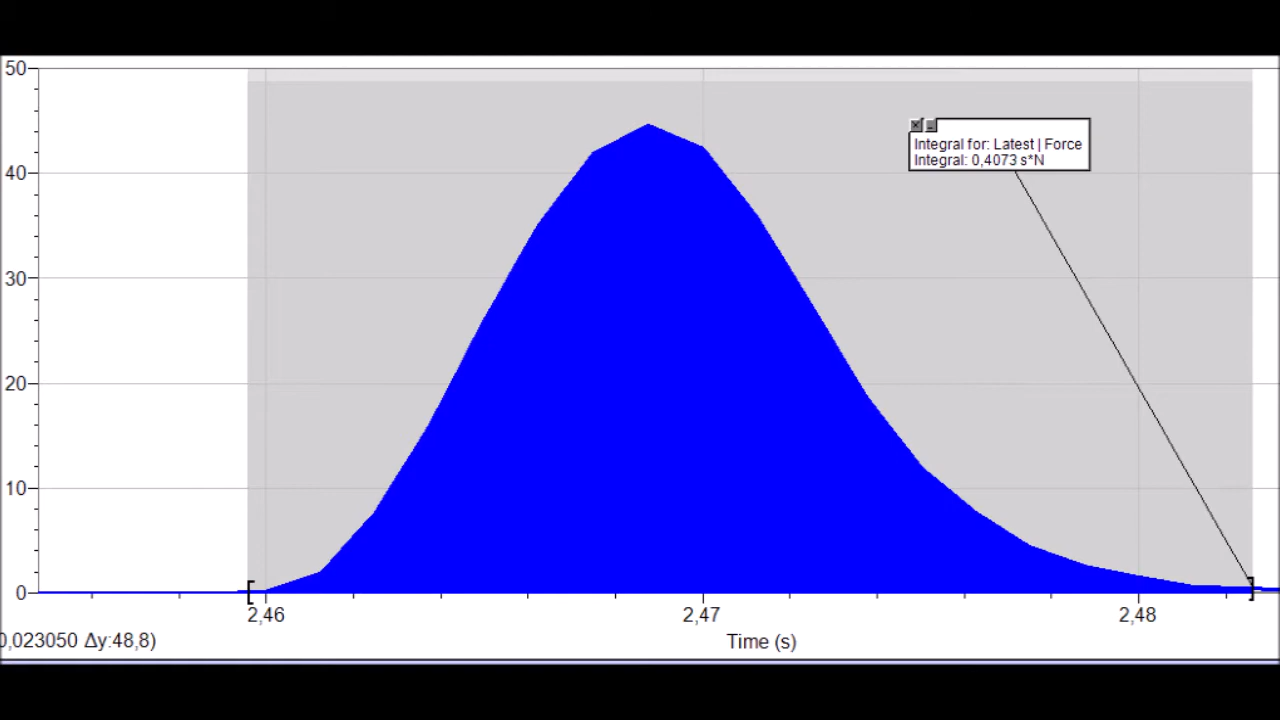 50
Integral for: Latest | Force
Integral: 0,4073 s*N
40
30
20
10
0
2,46 2,47 2,48
0,023050 Δy:48,8)
Time (s)